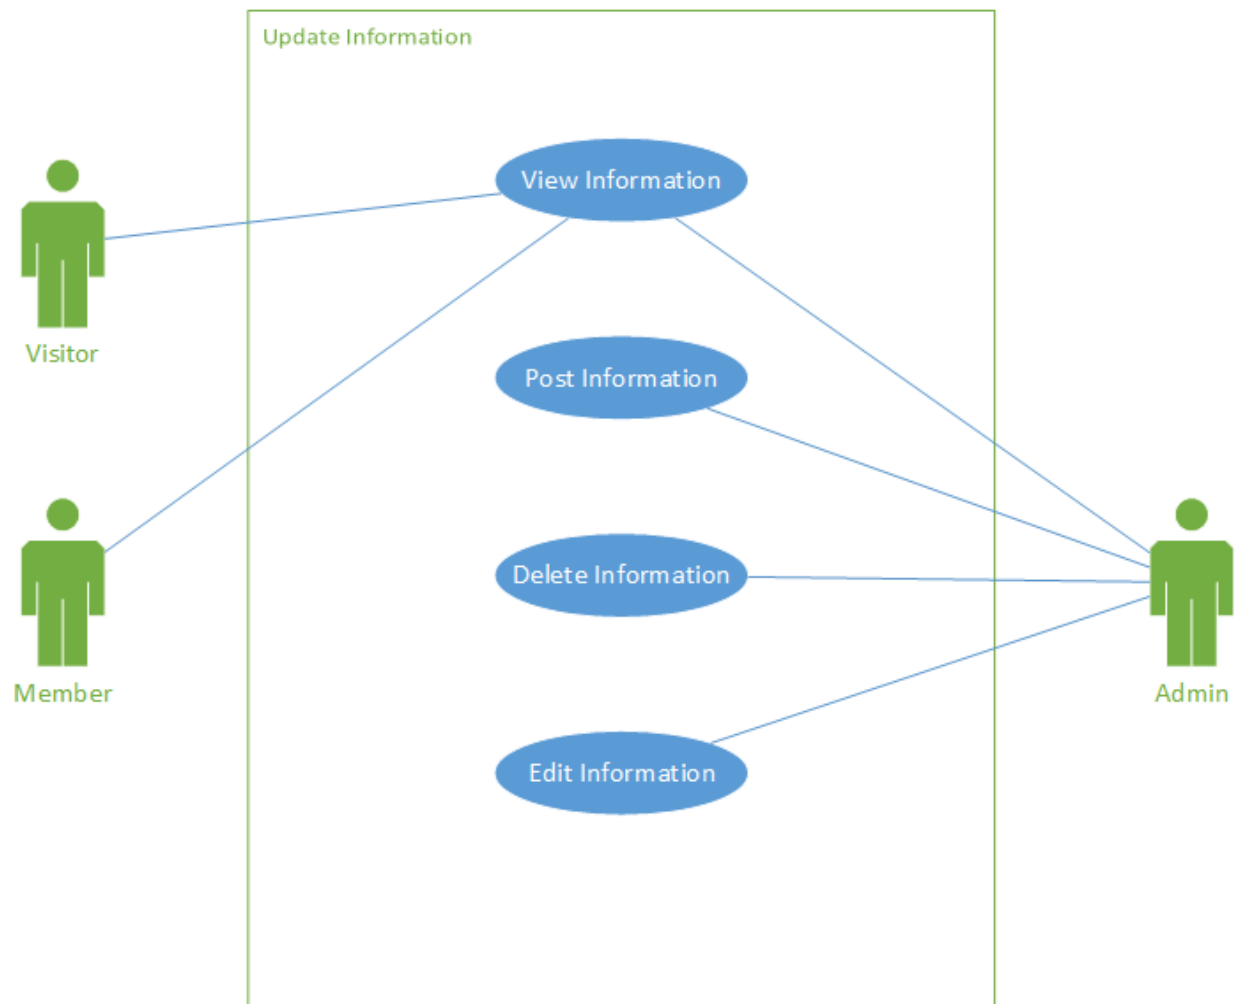 Update Information
View Information
Visitor
Post Information
Delete Information
Member
Admin
Edit Information